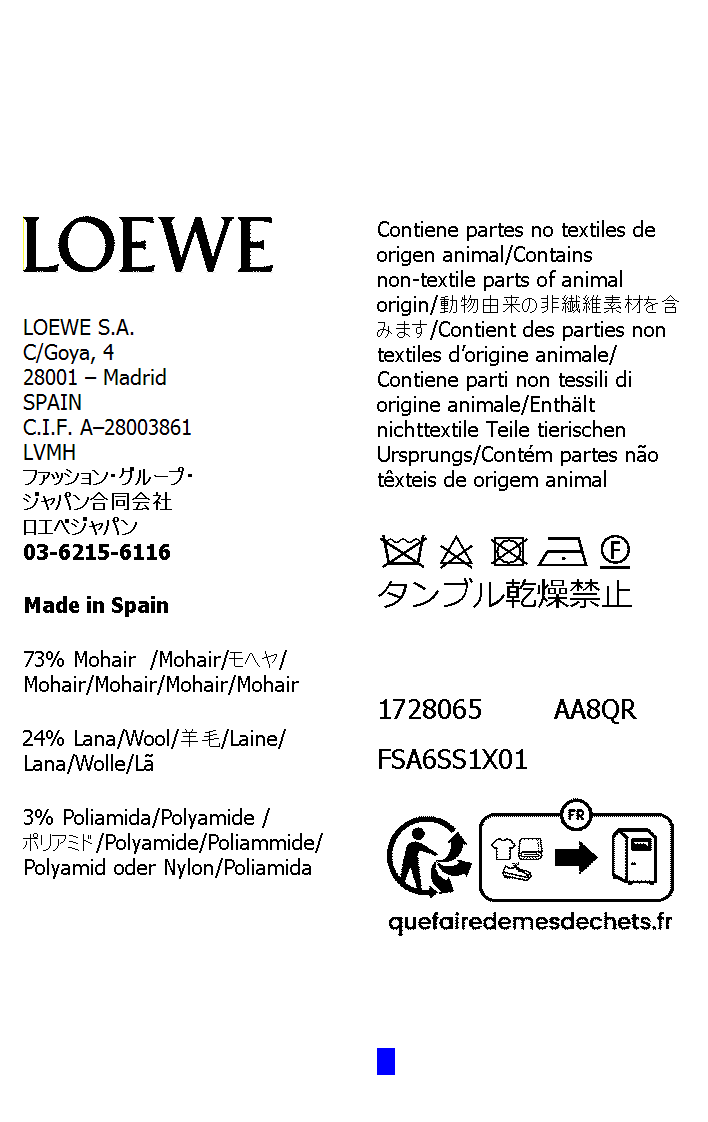 LOEWE
LOEWE S.A.
C/Goya, 4
28001 – Madrid
SPAIN
C.I.F. A–28003861
LVMH
ファッション・グループ・
ジャパン合同会社
ロエベジャパン
03-6215-6116
Made in Spain
73% Mohair /Mohair/モヘヤ/
Mohair/Mohair/Mohair/Mohair
24% Lana/Wool/羊毛/Laine/
Lana/Wolle/Lã
3% Poliamida/Polyamide /
ポリアミド/Polyamide/Poliammide/
Polyamid oder Nylon/Poliamida
Contiene partes no textiles de
origen animal/Contains
non-textile parts of animal
origin/動物由来の非繊維素材を含
みます/Contient des parties non
textiles d’origine animale/
Contiene parti non tessili di
origine animale/Enthält
nichttextile Teile tierischen
Ursprungs/Contém partes não
têxteis de origem animal
F
タンブル乾燥禁止
1728065 AA8QR
FSA6SS1X01
FR
quefairedemesdechets.fr